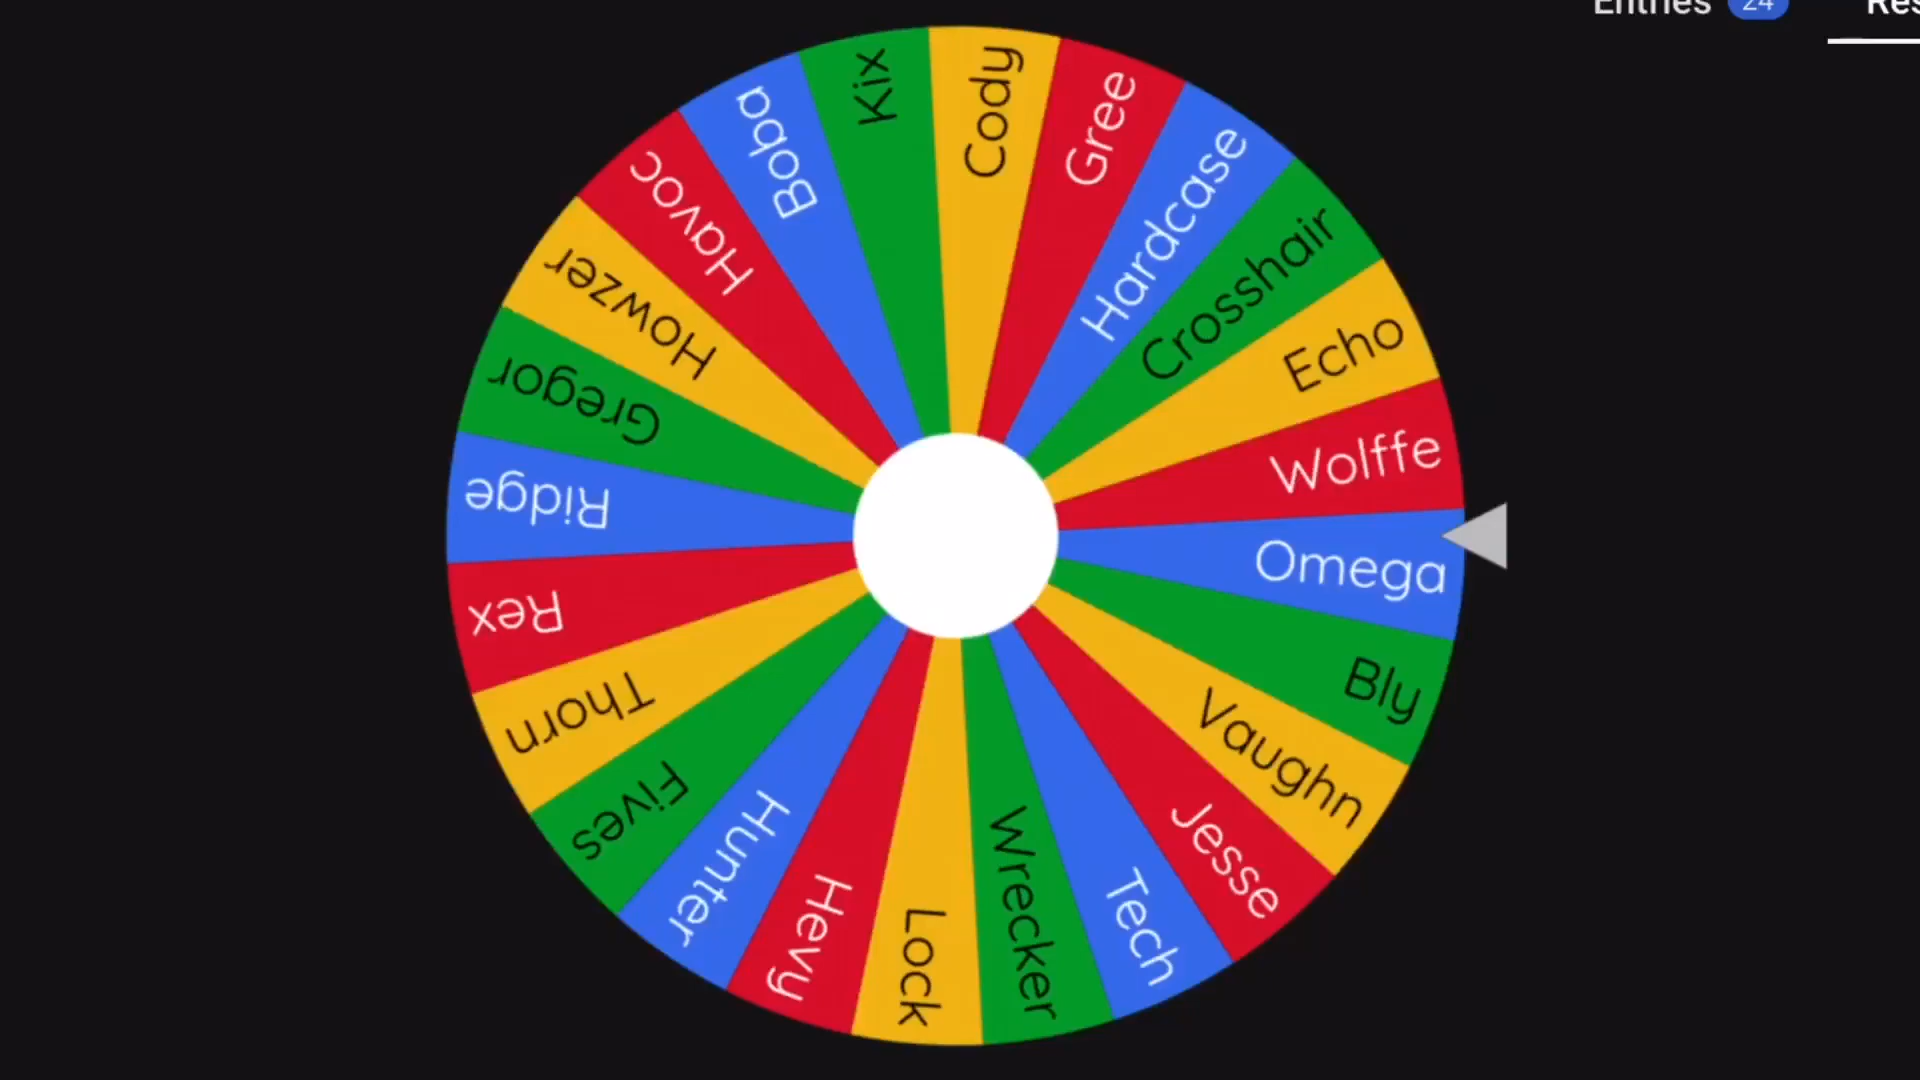 Entries 24
Res
Cody
Gree
Hardcase
Crosshair
Echo
Wolffe
Omega
Bly
Vaughn
Jesse
Tech
Wrecker
Lock
Hevy
Hunter
Fives
Thorn
Rex
Ridge
Gregor
Howzer
Havoc
Boba
Kix